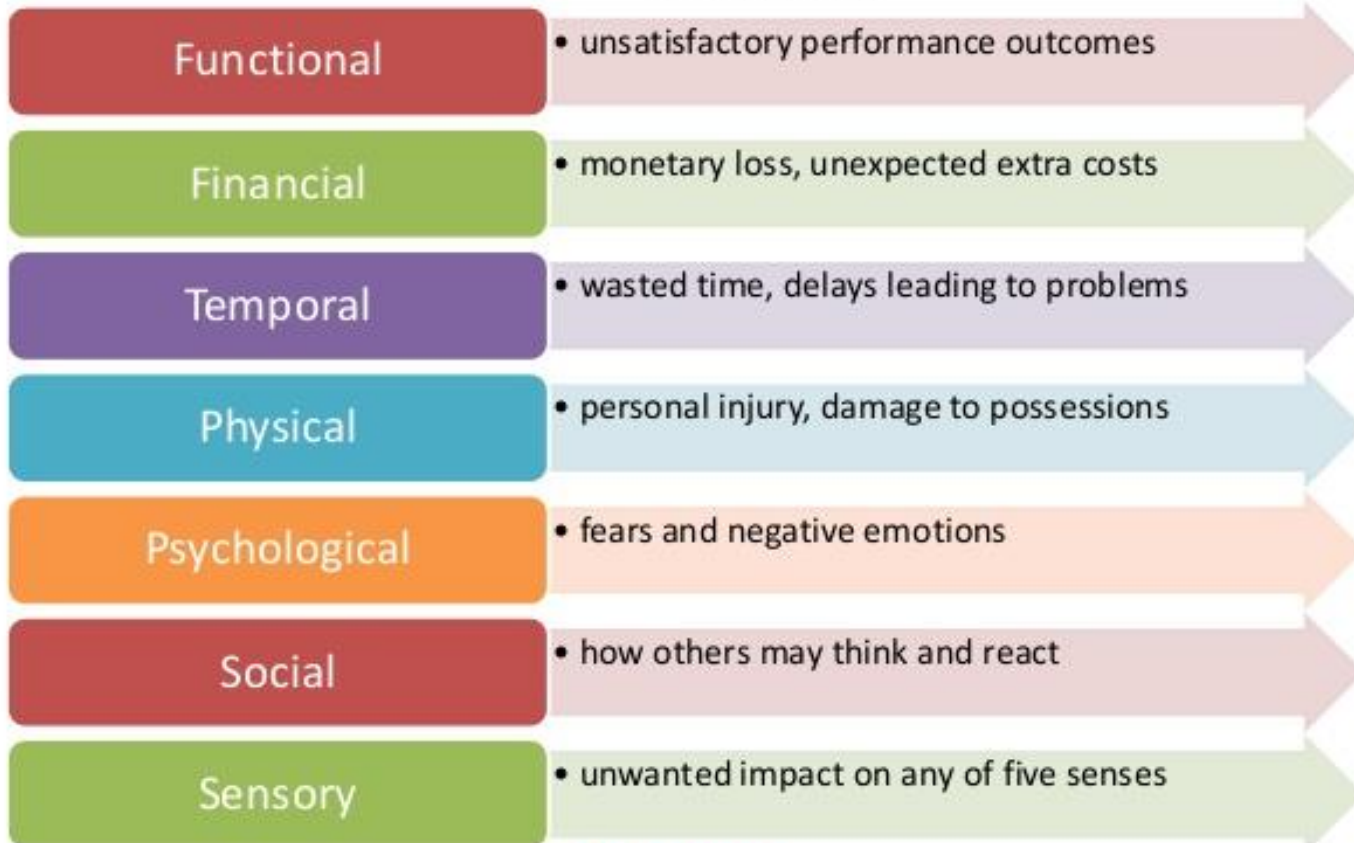 Functional
• unsatisfactory performance outcomes
Financial
• monetary loss, unexpected extra costs
Temporal
• wasted time, delays leading to problems
Physical
• personal injury, damage to possessions
Psychological
• fears and negative emotions
Social
• how others may think and react
Sensory
• unwanted impact on any of five senses